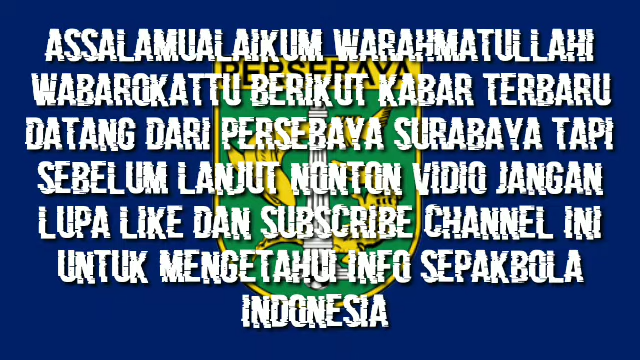 PERSEBAYA
ASSALAMUALAIKUM WARAHMATULLAHI
WABAROKATTU BERIKUT KABAR TERBARU
DATANG DARI PERSEBAYA SURABAYA TAPI
SEBELUM LANJUT NONTON VIDIO JANGAN
LUPA LIKE DAN SUBSCRIBE CHANNEL INI
UNTUK MENGETAHUI INFO SEPAKBOLA
INDONESIA